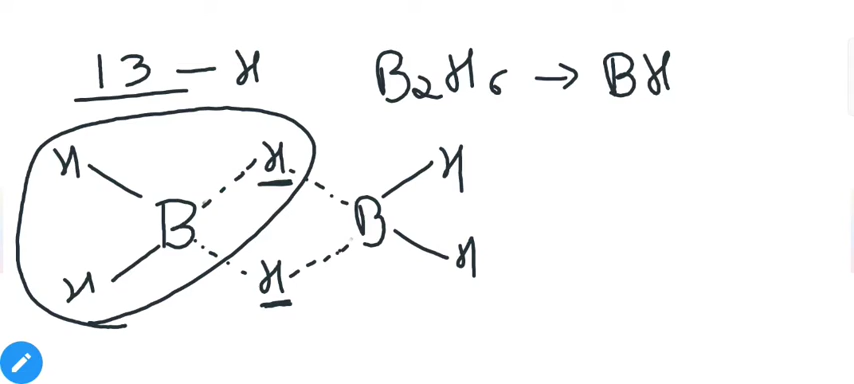 13 – H B₂H₆ → BH
H H H
B B
H H H